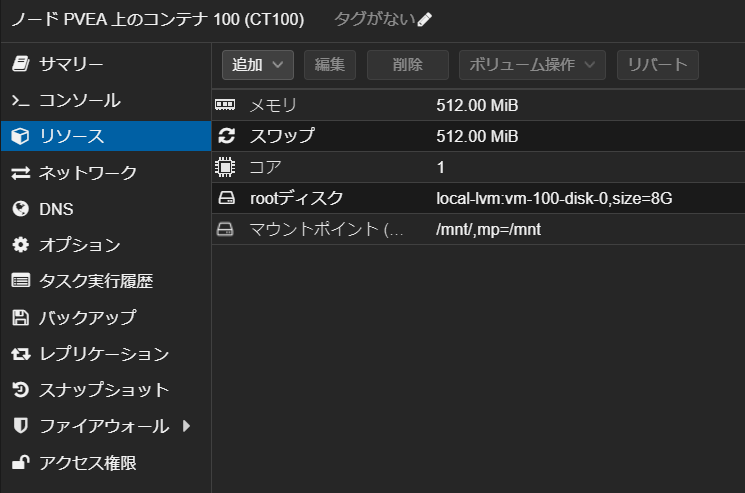 ノード PVEA 上のコンテナ 100 (CT100) タグがない
サマリー
コンソール
リソース
ネットワーク
DNS
オプション
タスク実行履歴
バックアップ
レプリケーション
スナップショット
ファイアウォール
アクセス権限
追加 編集 削除 ボリューム操作 リバート
メモリ 512.00 MiB
スワップ 512.00 MiB
コア 1
rootディスク local-lvm:vm-100-disk-0,size=8G
マウントポイント (... /mnt/,mp=/mnt